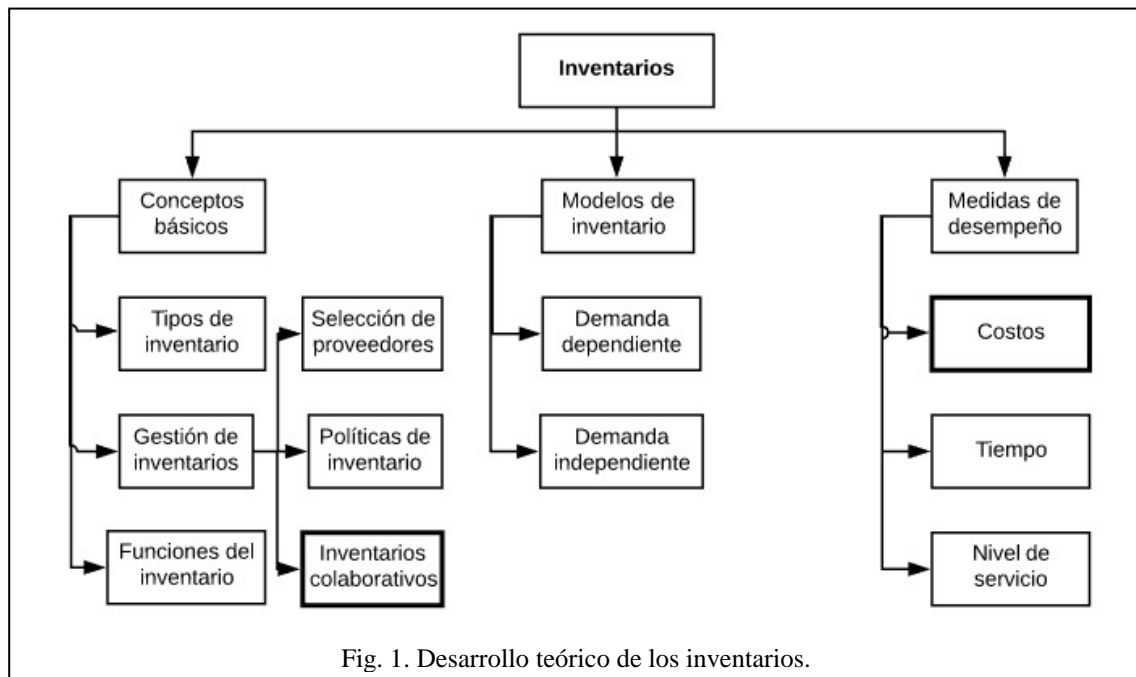 Inventarios
Conceptos
básicos
Modelos de
inventario
Medidas de
desempeño
Tipos de
inventario
Selección de
proveedores
Demanda
dependiente
Costos
Gestión de
inventarios
Políticas de
inventario
Demanda
independiente
Tiempo
Funciones del
inventario
Inventarios
colaborativos
Nivel de
servicio
Fig. 1. Desarrollo teórico de los inventarios.